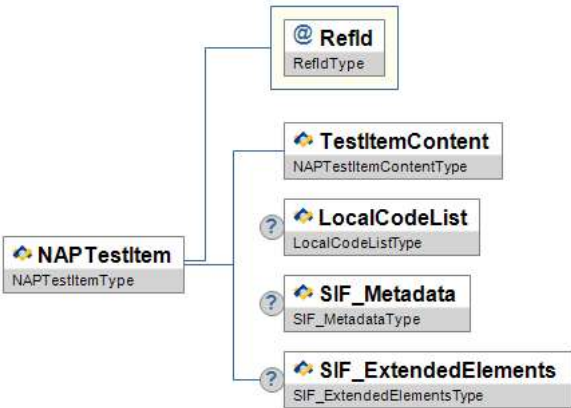 @ RefId
RefIdType
TestItemContent
NAPTestItemContentType
? LocalCodeList
LocalCodeListType
NAPTestItem
NAPTestItemType
? SIF_Metadata
SIF_MetadataType
? SIF_ExtendedElements
SIF_ExtendedElementsType